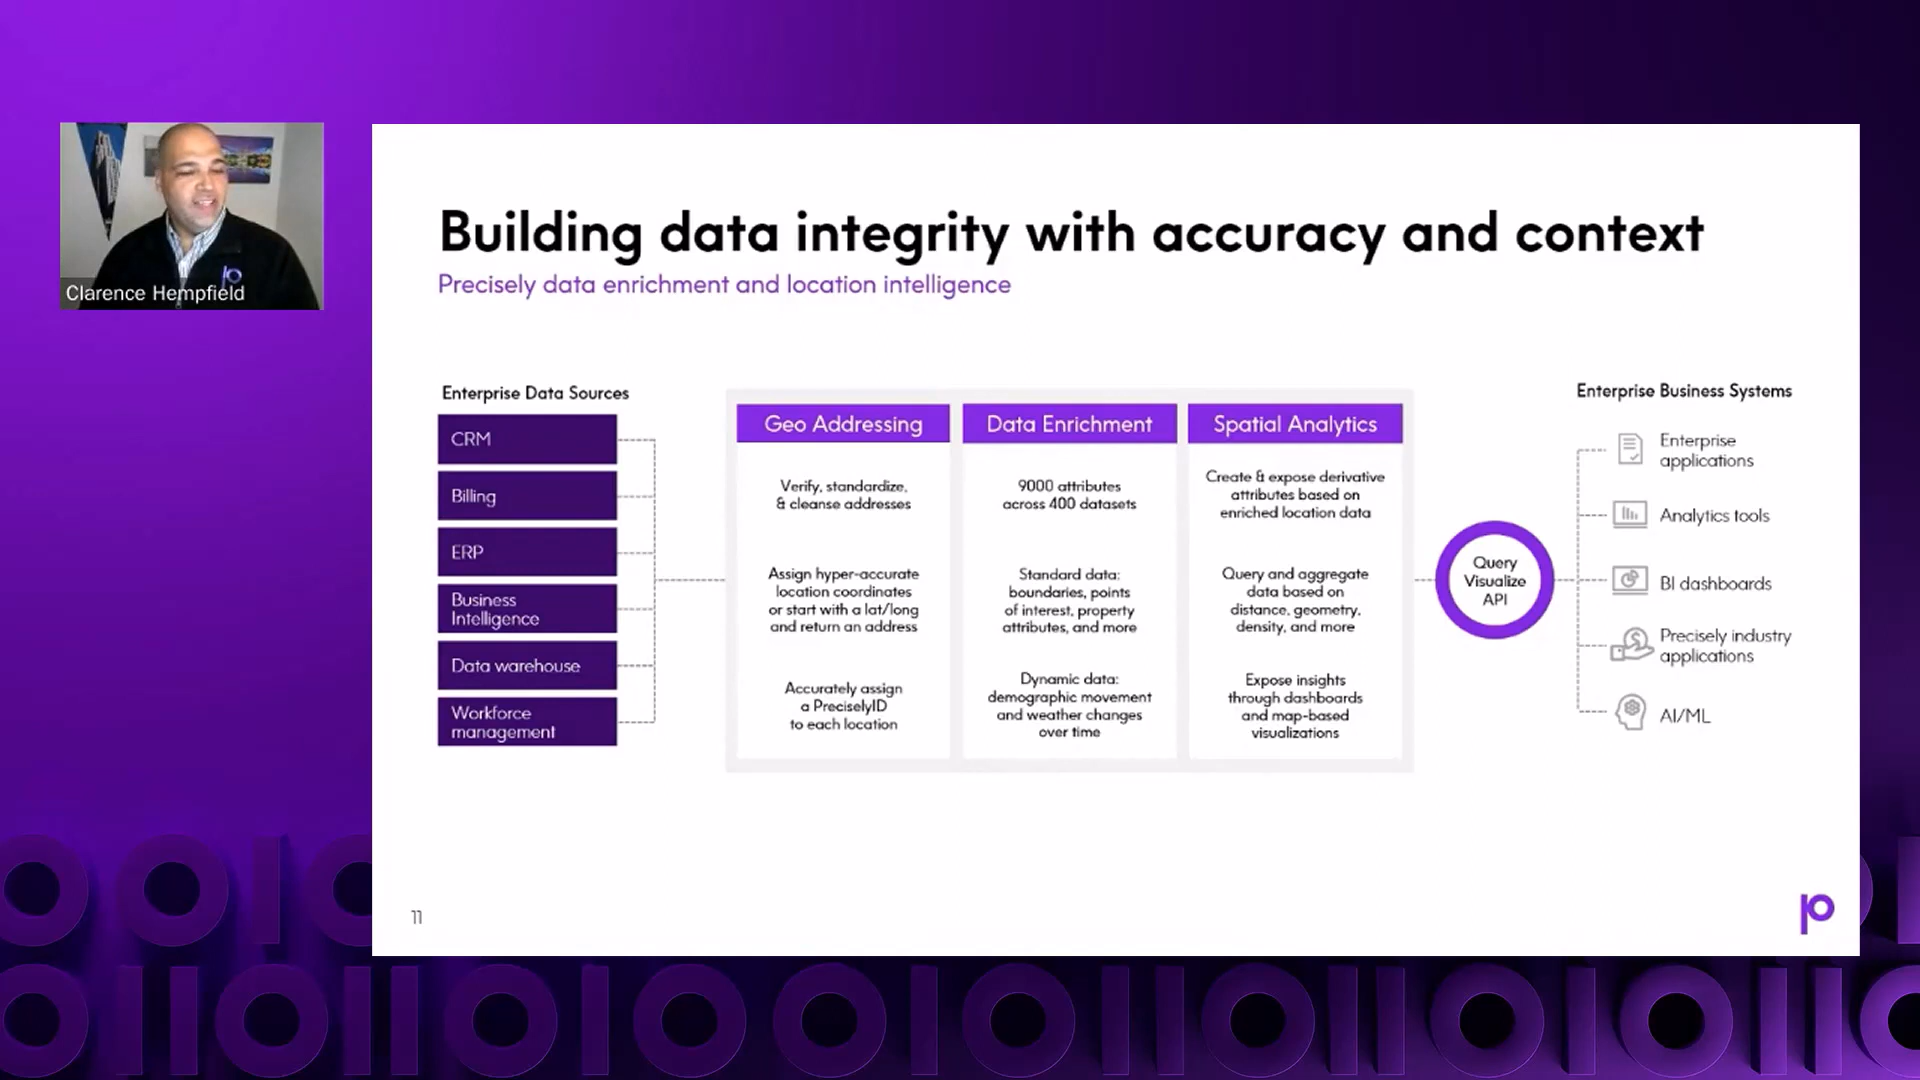 Clarence Hempfield
Building data integrity with accuracy and context
Precisely data enrichment and location intelligence
Enterprise Data Sources
CRM
Billing
ERP
Business
Intelligence
Data warehouse
Workforce
management
Geo Addressing
Verify, standardize,
& cleanse addresses
Assign hyper-accurate
location coordinates
or start with a lat/long
and return an address
Accurately assign
a PreciselyID
to each location
Data Enrichment
9000 attributes
across 400 datasets
Standard data:
boundaries, points
of interest, property
attributes, and more
Dynamic data:
demographic movement
and weather changes
over time
Spatial Analytics
Create & expose derivative
attributes based on
enriched location data
Query and aggregate
data based on
distance, geometry,
density, and more
Expose insights
through dashboards
and map-based
visualizations
Query
Visualize
API
Enterprise Business Systems
Enterprise
applications
Analytics tools
BI dashboards
Precisely industry
applications
AI/ML
11